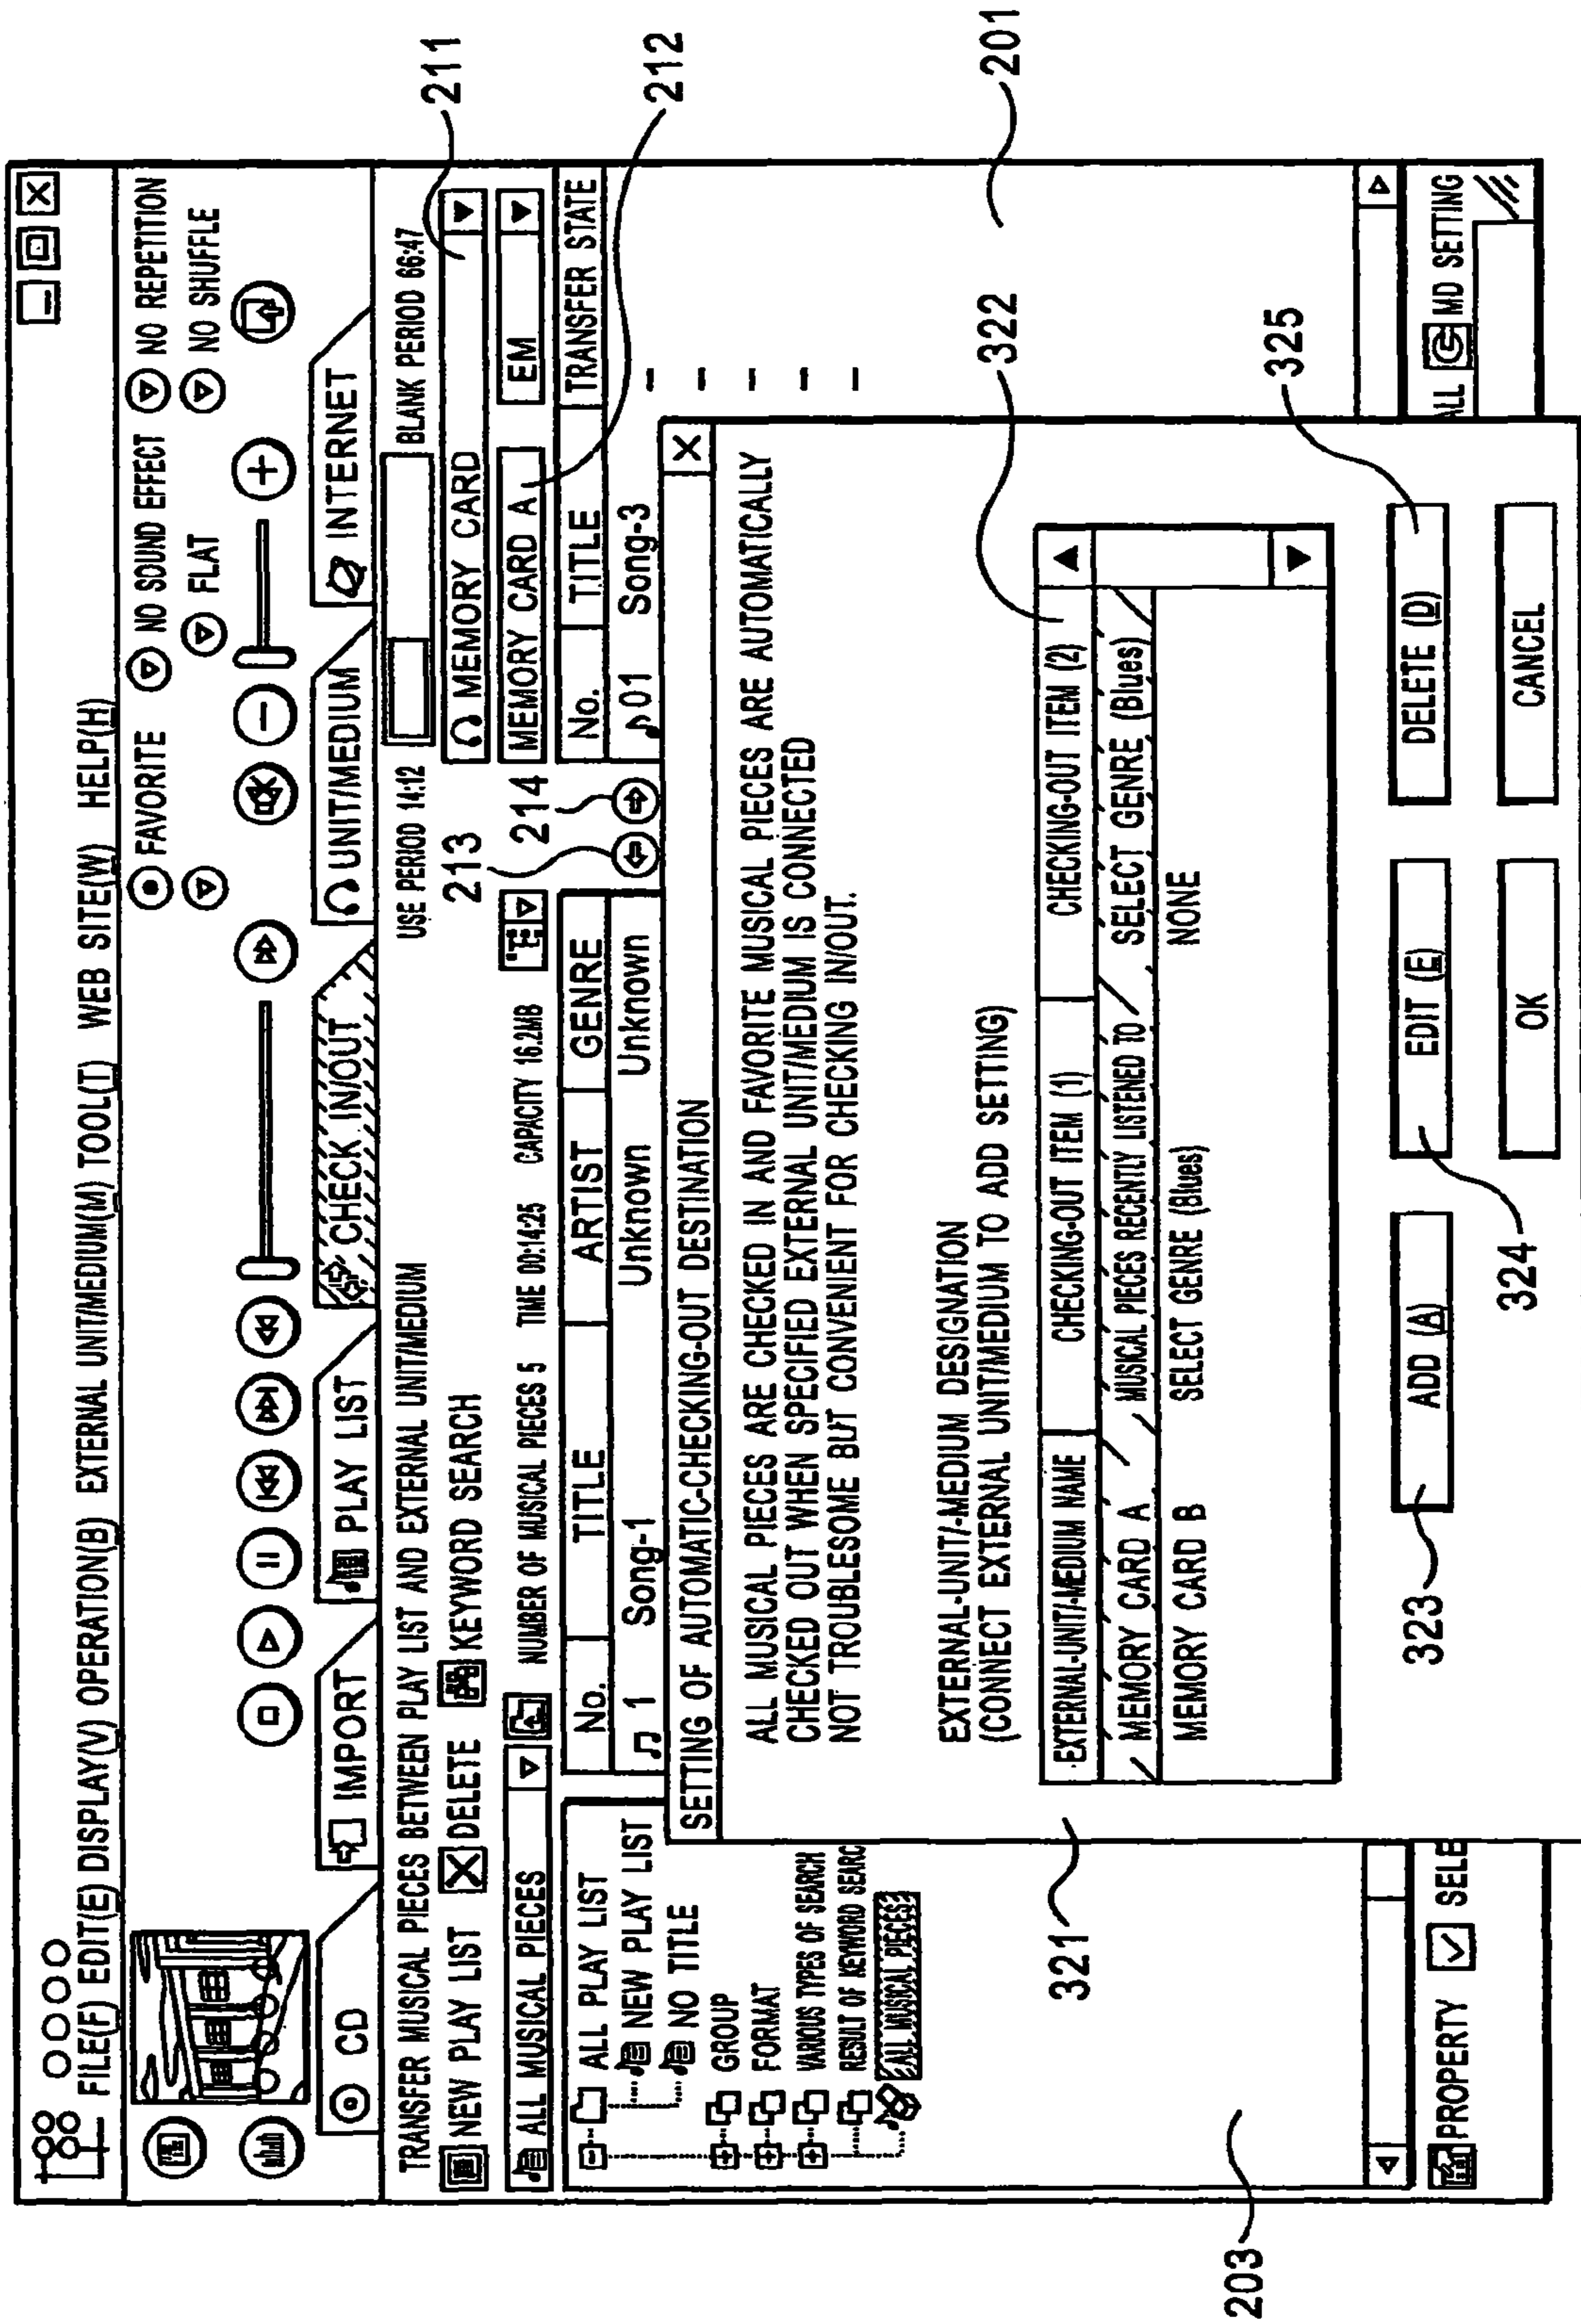 FILE(F) EDIT(E) DISPLAY(V) OPERATION(B) EXTERNAL UNIT/MEDIUM(M) TOOL(T) WEB SITE(W) HELP(H)
FAVORITE NO SOUND EFFECT NO REPETITION
FLAT NO SHUFFLE
CD IMPORT PLAY LIST CHECK IN/OUT UNIT/MEDIUM INTERNET
TRANSFER MUSICAL PIECES BETWEEN PLAY LIST AND EXTERNAL UNIT/MEDIUM USE PERIOD 14:12 BLANK PERIOD 66:47
NEW PLAY LIST DELETE KEYWORD SEARCH 213 MEMORY CARD 211
ALL MUSICAL PIECES NUMBER OF MUSICAL PIECES 5 TIME 00:14:25 CAPACITY 16.2MB 214 MEMORY CARD A EM
ALL PLAY LIST No. TITLE ARTIST GENRE No. TITLE TRANSFER STATE
NEW PLAY LIST 1 Song-1 Unknown Unknown 01 Song-3 - 212
NO TITLE
GROUP
FORMAT
VARIOUS TYPES OF SEARCH
RESULT OF KEYWORD SEARC
ALL MUSICAL PIECES
-
-
-
-
SETTING OF AUTOMATIC-CHECKING-OUT DESTINATION X
ALL MUSICAL PIECES ARE CHECKED IN AND FAVORITE MUSICAL PIECES ARE AUTOMATICALLY
CHECKED OUT WHEN SPECIFIED EXTERNAL UNIT/MEDIUM IS CONNECTED
NOT TROUBLESOME BUT CONVENIENT FOR CHECKING IN/OUT.
EXTERNAL-UNIT/-MEDIUM DESIGNATION
(CONNECT EXTERNAL UNIT/MEDIUM TO ADD SETTING)
322 201
321 EXTERNAL-UNIT/-MEDIUM NAME CHECKING-OUT ITEM (1) CHECKING-OUT ITEM (2)
MEMORY CARD A MUSICAL PIECES RECENTLY LISTENED TO SELECT GENRE (Blues)
MEMORY CARD B SELECT GENRE (Blues) NONE
203 325
323 ADD (A) EDIT (E) DELETE (D)
324 OK CANCEL
PROPERTY SELE ALL MD SETTING